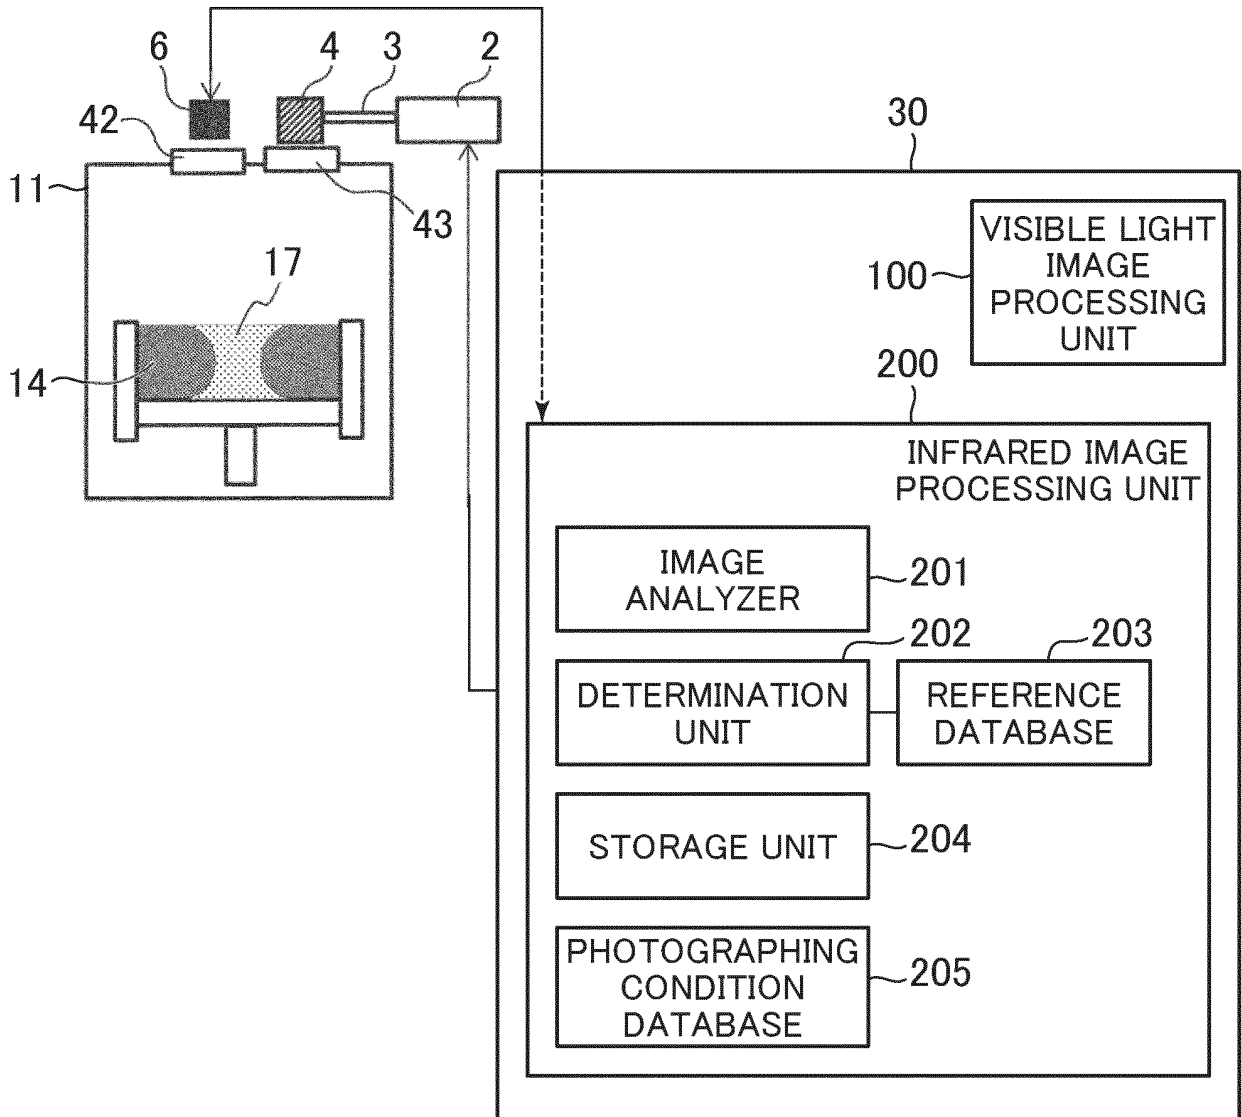 6
4
3
2
42
11
43
17
14
30
100
VISIBLE LIGHT
IMAGE
PROCESSING
UNIT
200
INFRARED IMAGE
PROCESSING UNIT
IMAGE
ANALYZER
201
202
DETERMINATION
UNIT
203
REFERENCE
DATABASE
STORAGE UNIT
204
PHOTOGRAPHING
CONDITION
DATABASE
205